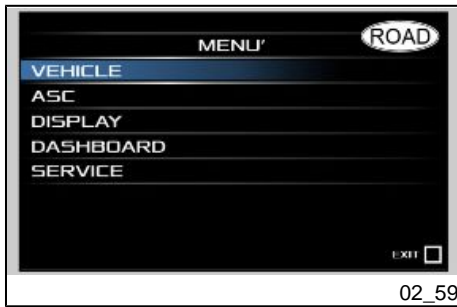 MENU'
ROAD
VEHICLE
ASC
DISPLAY
DASHBOARD
SERVICE
EXIT
02_59